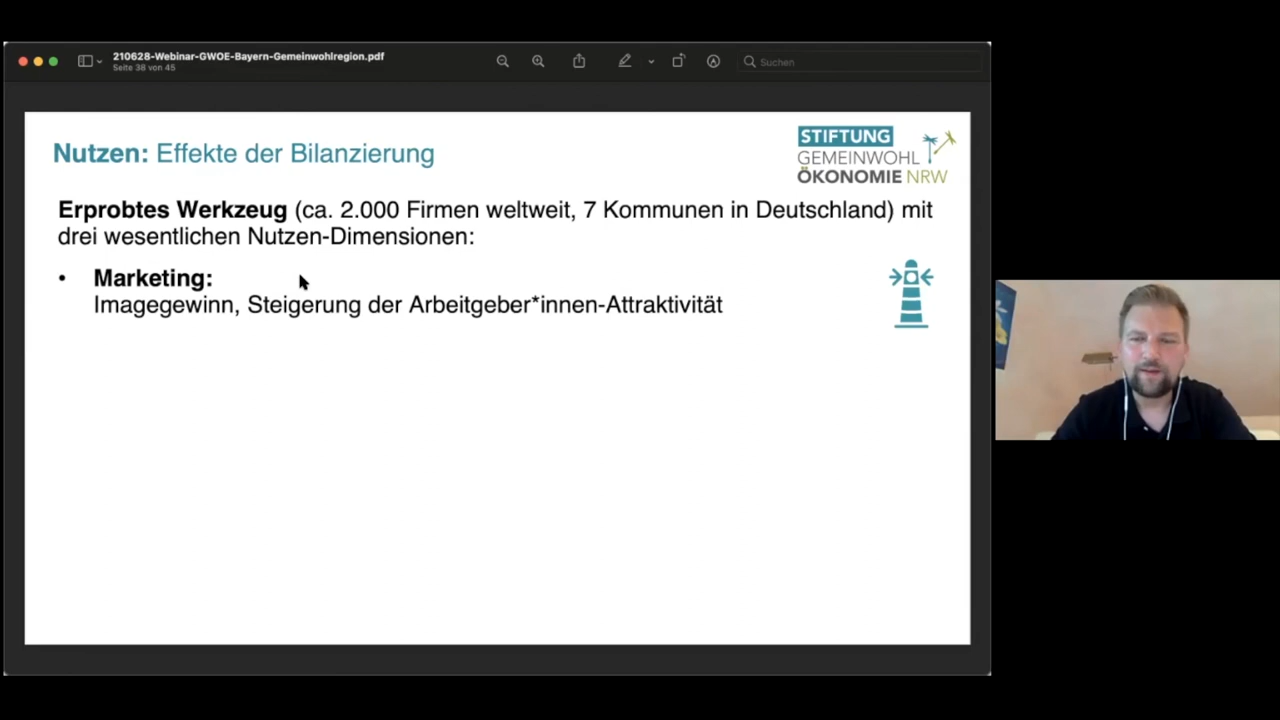 210628-Webinar-GWOE-Bayern-Gemeinwohlregion.pdf
Seite 38 von 45
Suchen
Nutzen: Effekte der Bilanzierung
STIFTUNG
GEMEINWOHL
ÖKONOMIE NRW
Erprobtes Werkzeug (ca. 2.000 Firmen weltweit, 7 Kommunen in Deutschland) mit
drei wesentlichen Nutzen-Dimensionen:
• Marketing:
Imagegewinn, Steigerung der Arbeitgeber*innen-Attraktivität